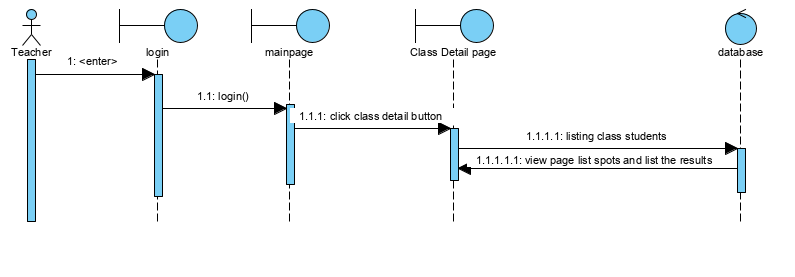 Teacher
login
mainpage
Class Detail page
database
1: <enter>
1.1: login()
1.1.1: click class detail button
1.1.1.1: listing class students
1.1.1.1.1: view page list spots and list the results